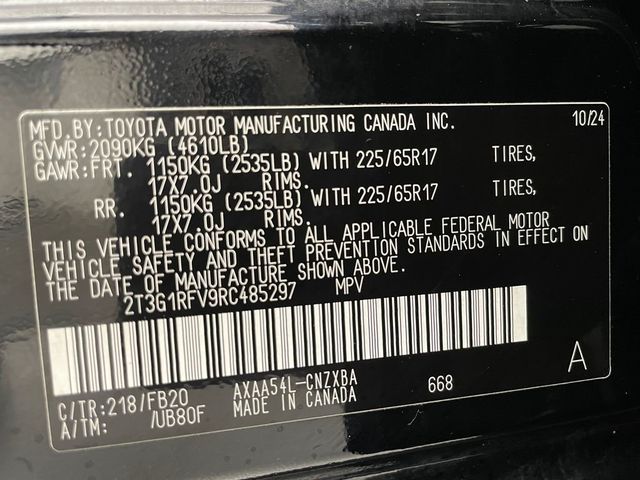 MFD.BY:TOYOTA MOTOR MANUFACTURING CANADA INC. 10/24
GVWR:2090KG (4610LB)
GAWR:FRT. 1150KG (2535LB) WITH 225/65R17 TIRES,
17X7.0J RIMS.
RR. 1150KG (2535LB) WITH 225/65R17 TIRES,
17X7.0J RIMS.
THIS VEHICLE CONFORMS TO ALL APPLICABLE FEDERAL MOTOR
VEHICLE SAFETY AND THEFT PREVENTION STANDARDS IN EFFECT ON
THE DATE OF MANUFACTURE SHOWN ABOVE.
2T3G1RFV9RC485297 MPV
A
C/TR:218/FB20 AXAA54L-CNZXBA 668
A/TM: /UB80F MADE IN CANADA